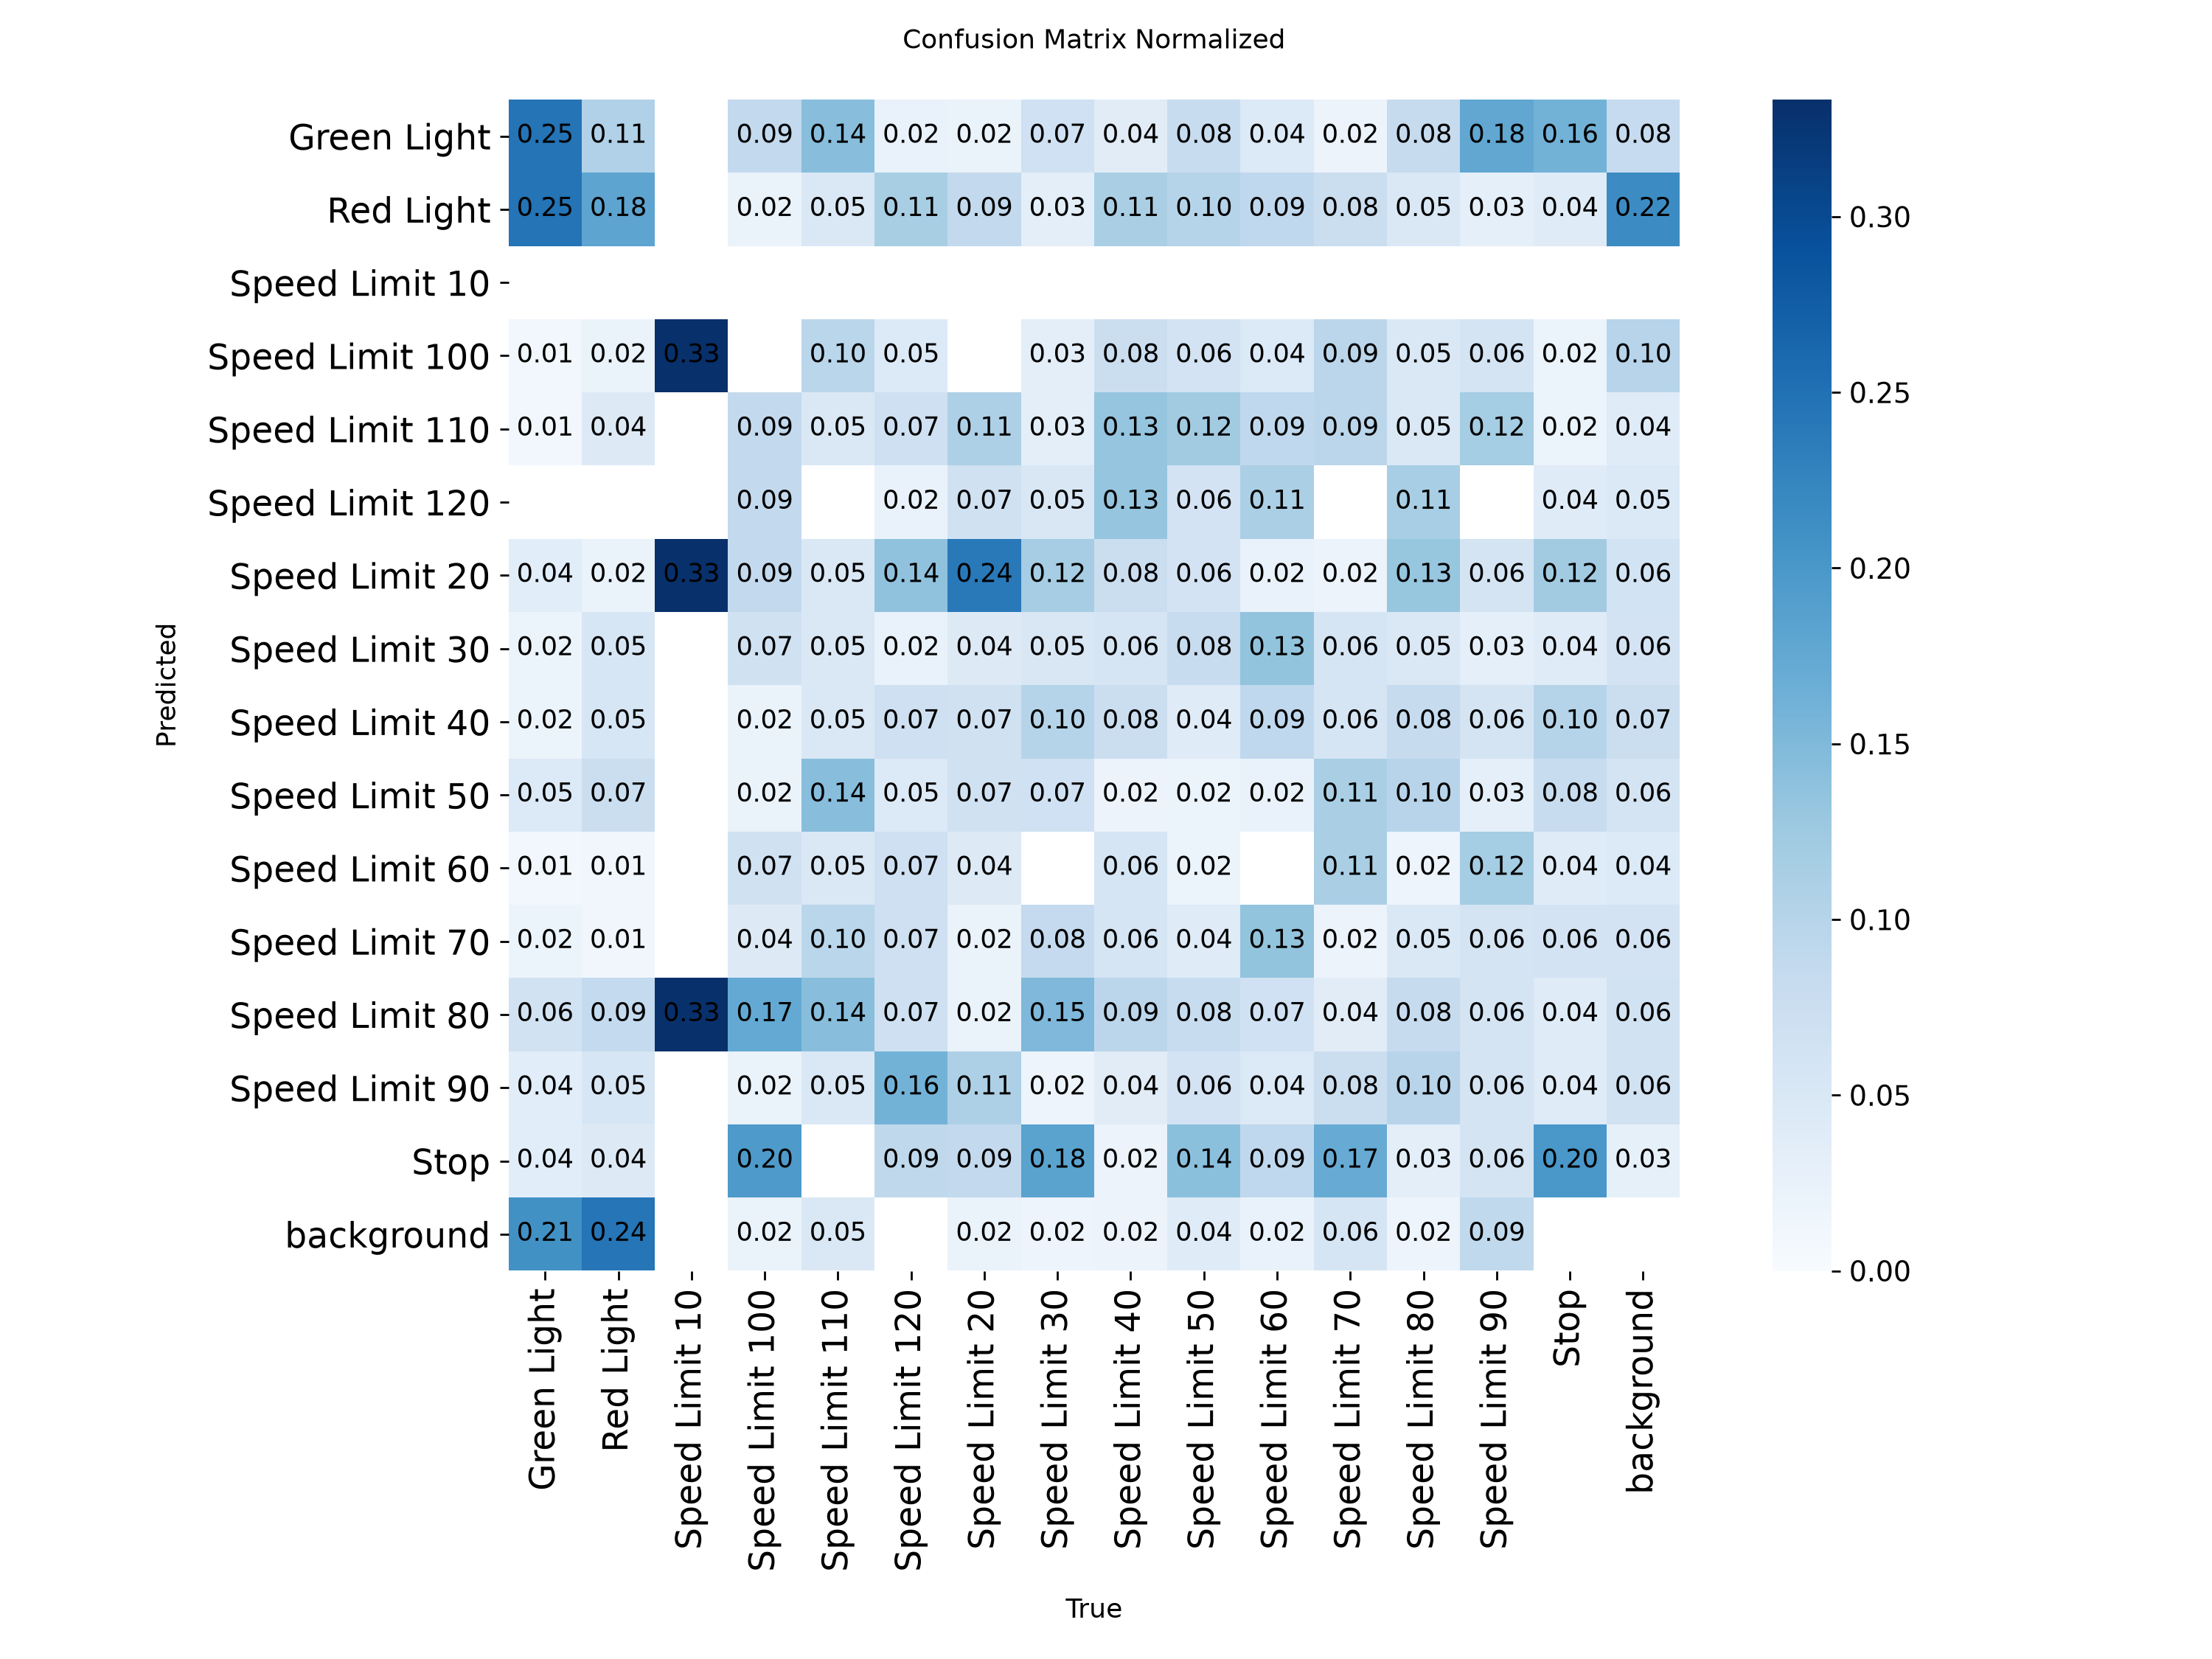 Confusion Matrix Normalized
Green Light 0.25 0.11 0.09 0.14 0.02 0.02 0.07 0.04 0.08 0.04 0.02 0.08 0.18 0.16 0.08
Red Light 0.25 0.18 0.02 0.05 0.11 0.09 0.03 0.11 0.10 0.09 0.08 0.05 0.03 0.04 0.22
Speed Limit 10
Speed Limit 100 0.01 0.02 0.33 0.10 0.05 0.03 0.08 0.06 0.04 0.09 0.05 0.06 0.02 0.10
Speed Limit 110 0.01 0.04 0.09 0.05 0.07 0.11 0.03 0.13 0.12 0.09 0.09 0.05 0.12 0.02 0.04
Speed Limit 120 0.09 0.02 0.07 0.05 0.13 0.06 0.11 0.11 0.04 0.05
Speed Limit 20 0.04 0.02 0.33 0.09 0.05 0.14 0.24 0.12 0.08 0.06 0.02 0.02 0.13 0.06 0.12 0.06
Speed Limit 30 0.02 0.05 0.07 0.05 0.02 0.04 0.05 0.06 0.08 0.13 0.06 0.05 0.03 0.04 0.06
Speed Limit 40 0.02 0.05 0.02 0.05 0.07 0.07 0.10 0.08 0.04 0.09 0.06 0.08 0.06 0.10 0.07
Speed Limit 50 0.05 0.07 0.02 0.14 0.05 0.07 0.07 0.02 0.02 0.02 0.11 0.10 0.03 0.08 0.06
Speed Limit 60 0.01 0.01 0.07 0.05 0.07 0.04 0.06 0.02 0.11 0.02 0.12 0.04 0.04
Speed Limit 70 0.02 0.01 0.04 0.10 0.07 0.02 0.08 0.06 0.04 0.13 0.02 0.05 0.06 0.06 0.06
Speed Limit 80 0.06 0.09 0.33 0.17 0.14 0.07 0.02 0.15 0.09 0.08 0.07 0.04 0.08 0.06 0.04 0.06
Speed Limit 90 0.04 0.05 0.02 0.05 0.16 0.11 0.02 0.04 0.06 0.04 0.08 0.10 0.06 0.04 0.06
Stop 0.04 0.04 0.20 0.09 0.09 0.18 0.02 0.14 0.09 0.17 0.03 0.06 0.20 0.03
background 0.21 0.24 0.02 0.05 0.02 0.02 0.02 0.04 0.02 0.06 0.02 0.09
Predicted
Green Light
Red Light
Speed Limit 10
Speed Limit 100
Speed Limit 110
Speed Limit 120
Speed Limit 20
Speed Limit 30
Speed Limit 40
Speed Limit 50
Speed Limit 60
Speed Limit 70
Speed Limit 80
Speed Limit 90
Stop
background
True
0.30
0.25
0.20
0.15
0.10
0.05
0.00